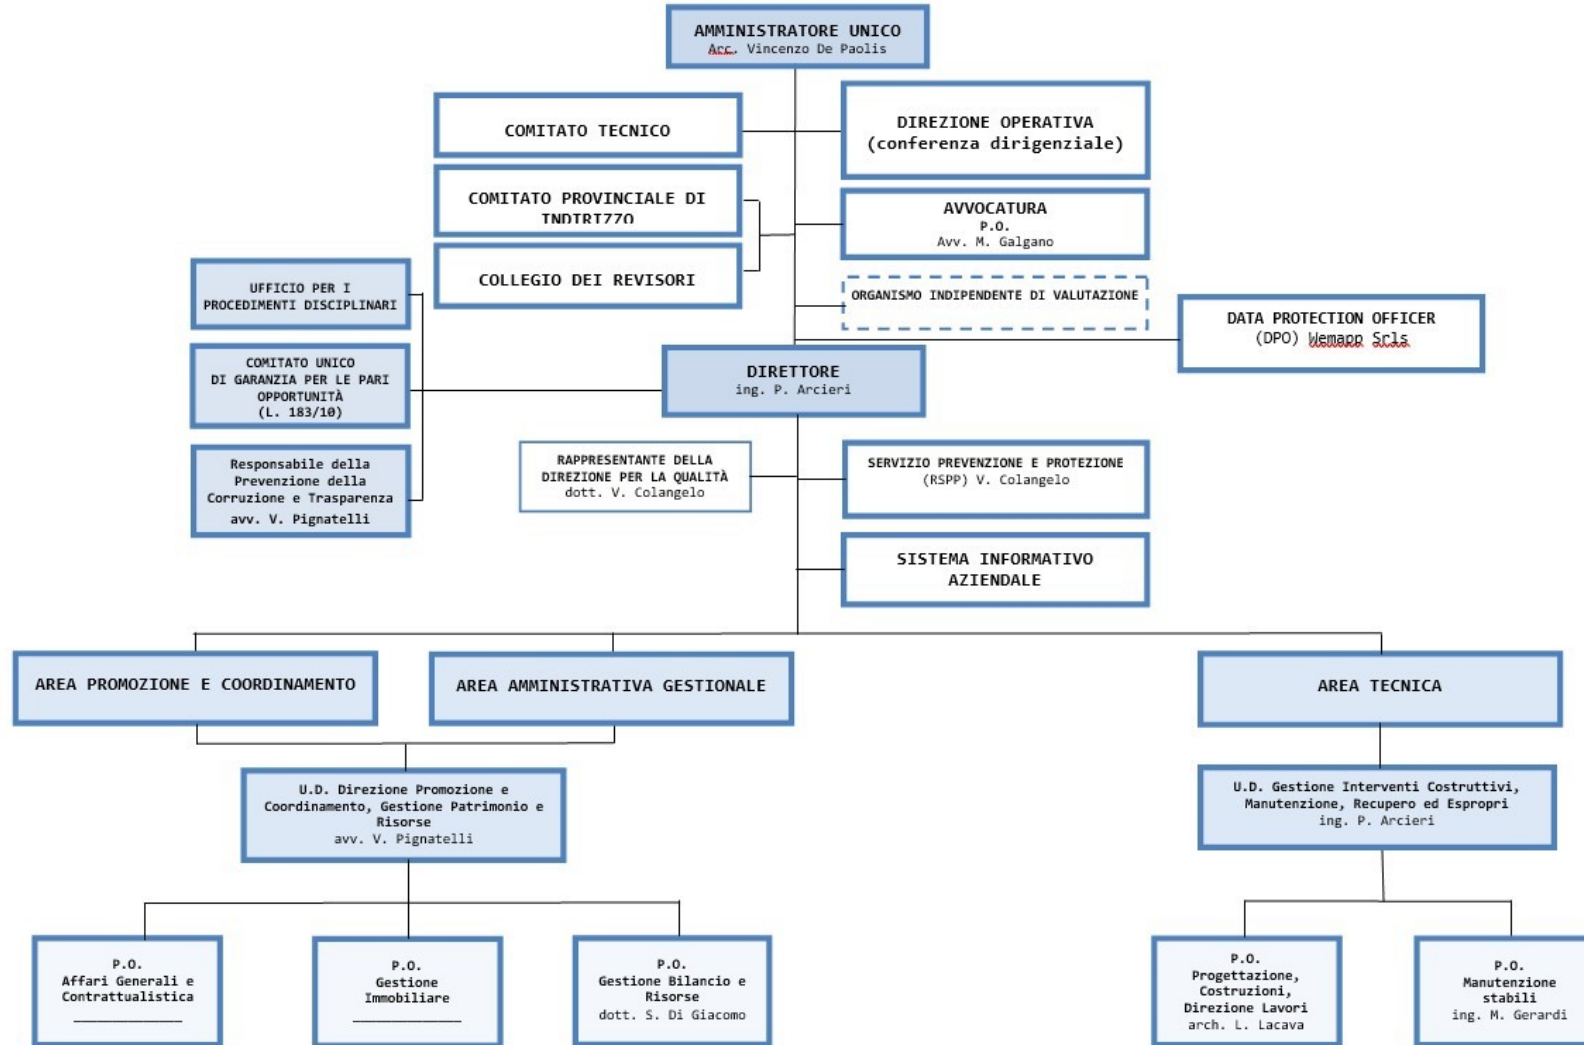 AMMINISTRATORE UNICO
Arc. Vincenzo De Paolis
COMITATO TECNICO
DIREZIONE OPERATIVA
(conferenza dirigenziale)
COMITATO PROVINCIALE DI
INDIRIZZO
AVVOCATURA
P.O.
Avv. M. Galgano
COLLEGIO DEI REVISORI
ORGANISMO INDIPENDENTE DI VALUTAZIONE
DATA PROTECTION OFFICER
(DPO) Wemapp Srls
UFFICIO PER I
PROCEDIMENTI DISCIPLINARI
COMITATO UNICO
DI GARANZIA PER LE PARI
OPPORTUNITÀ
(L. 183/10)
Responsabile della
Prevenzione della
Corruzione e Trasparenza
avv. V. Pignatelli
DIRETTORE
ing. P. Arcieri
RAPPRESENTANTE DELLA
DIREZIONE PER LA QUALITÀ
dott. V. Colangelo
SERVIZIO PREVENZIONE E PROTEZIONE
(RSPP) V. Colangelo
SISTEMA INFORMATIVO
AZIENDALE
AREA PROMOZIONE E COORDINAMENTO
AREA AMMINISTRATIVA GESTIONALE
AREA TECNICA
U.D. Direzione Promozione e
Coordinamento, Gestione Patrimonio e
Risorse
avv. V. Pignatelli
U.D. Gestione Interventi Costruttivi,
Manutenzione, Recupero ed Espropri
ing. P. Arcieri
P.O.
Affari Generali e
Contrattualistica
P.O.
Gestione
Immobiliare
P.O.
Gestione Bilancio e
Risorse
dott. S. Di Giacomo
P.O.
Progettazione,
Costruzioni,
Direzione Lavori
arch. L. Lacava
P.O.
Manutenzione
stabili
ing. M. Gerardi